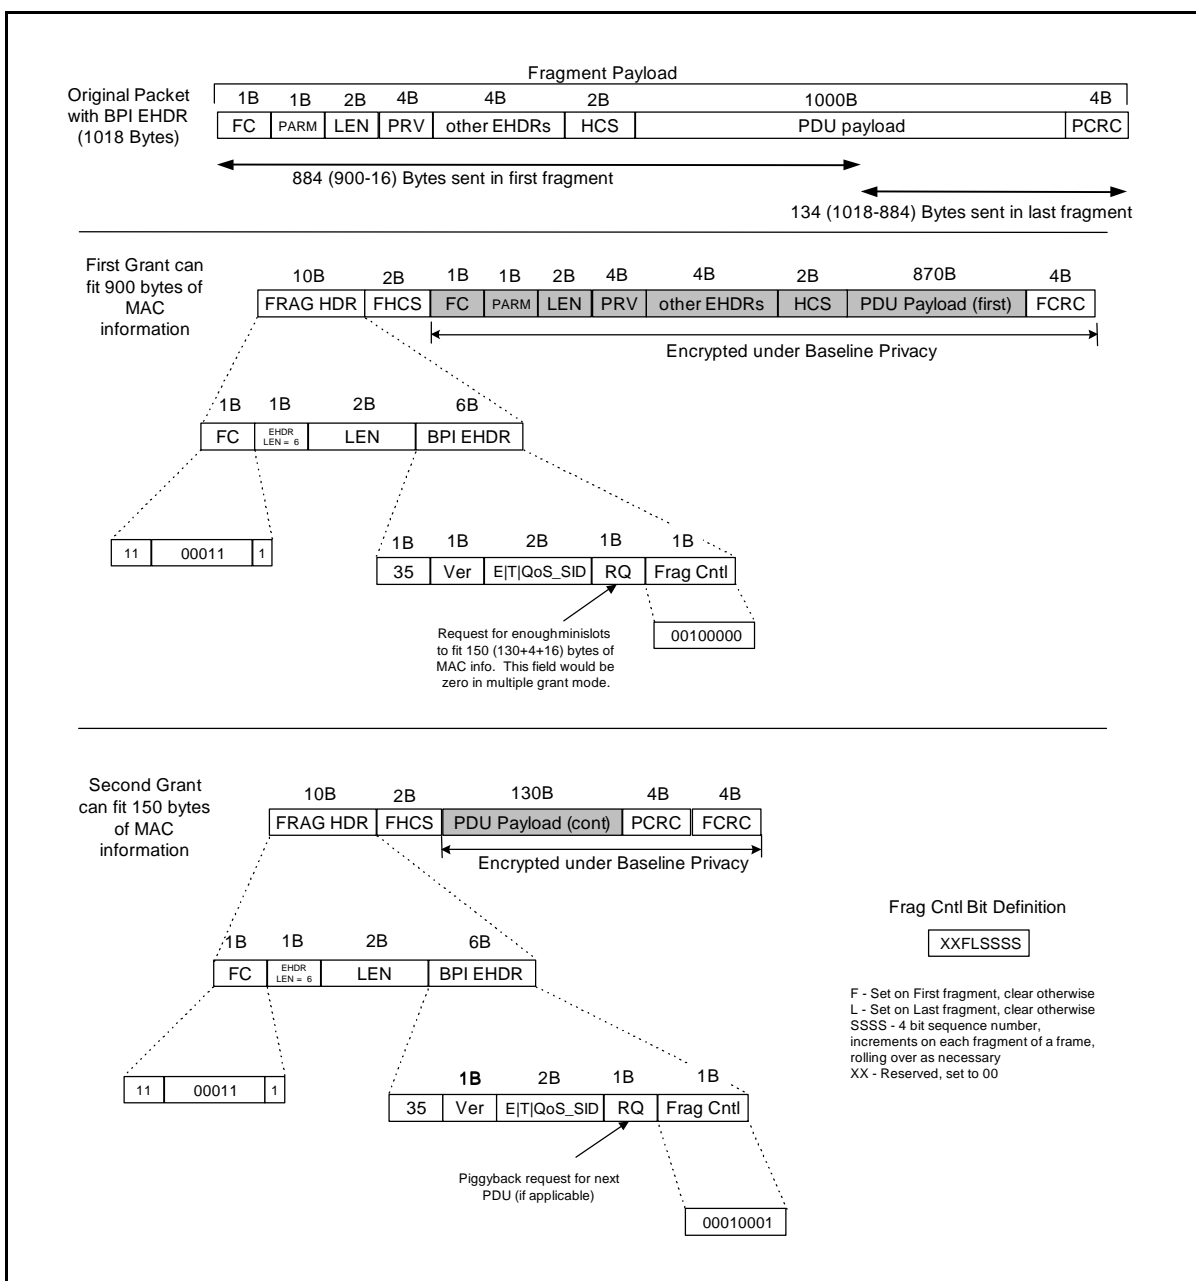 Fragment Payload
Original Packet
with BPI EHDR
(1018 Bytes)
1B 1B 2B 4B 4B 2B 1000B 4B
FC PARM LEN PRV other EHDRs HCS PDU payload PCRC
884 (900-16) Bytes sent in first fragment
134 (1018-884) Bytes sent in last fragment
First Grant can
fit 900 bytes of
MAC
information
10B 2B 1B 1B 2B 4B 4B 2B 870B 4B
FRAG HDR FHCS FC PARM LEN PRV other EHDRs HCS PDU Payload (first) FCRC
Encrypted under Baseline Privacy
1B 1B 2B 6B
FC EHDR LEN = 6 LEN BPI EHDR
11 00011 1
1B 1B 2B 1B 1B
35 Ver E|T|QoS_SID RQ Frag Cntl
00100000
Request for enoughminislots
to fit 150 (130+4+16) bytes of
MAC info. This field would be
zero in multiple grant mode.
Second Grant
can fit 150 bytes
of MAC
information
10B 2B 130B 4B 4B
FRAG HDR FHCS PDU Payload (cont) PCRC FCRC
Encrypted under Baseline Privacy
1B 1B 2B 6B
FC EHDR LEN = 6 LEN BPI EHDR
11 00011 1
1B 2B 1B 1B
35 Ver E|T|QoS_SID RQ Frag Cntl
Piggyback request for next
PDU (if applicable)
00010001
Frag Cntl Bit Definition
XXFLSSSS
F - Set on First fragment, clear otherwise
L - Set on Last fragment, clear otherwise
SSSS - 4 bit sequence number,
increments on each fragment of a frame,
rolling over as necessary
XX - Reserved, set to 00